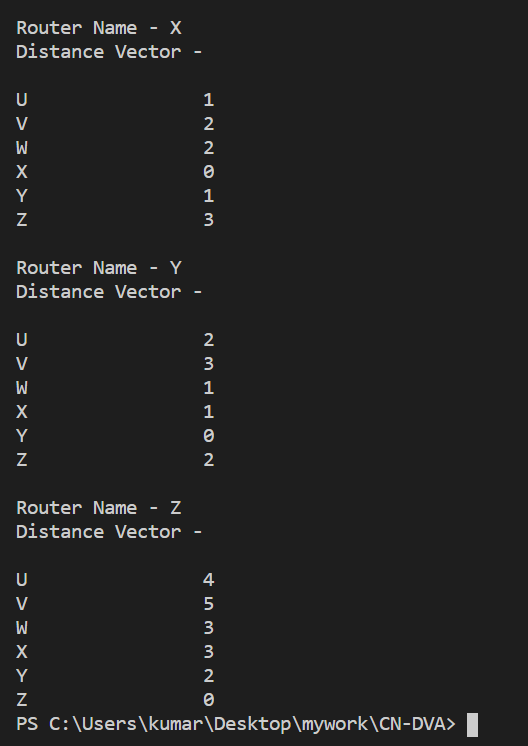 Router Name - X
Distance Vector -
U 1
V 2
W 2
X 0
Y 1
Z 3
Router Name - Y
Distance Vector -
U 2
V 3
W 1
X 1
Y 0
Z 2
Router Name - Z
Distance Vector -
U 4
V 5
W 3
X 3
Y 2
Z 0
PS C:\Users\kumar\Desktop\mywork\CN-DVA>